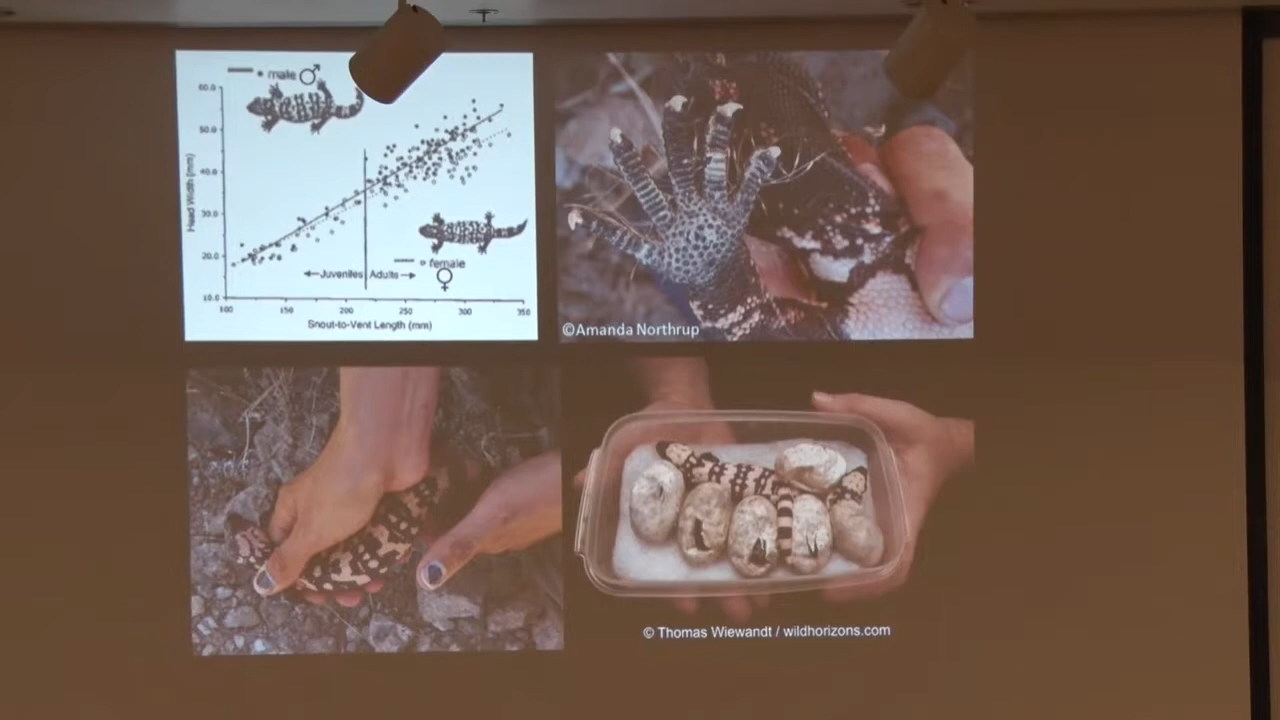 male ♂
60.0
50.0
40.0
30.0
20.0
10.0
Head Width (mm)
female
♀
←Juveniles Adults→
100 150 200 250 300 350
Snout-to-Vent Length (mm)
©Amanda Northrup
© Thomas Wiewandt / wildhorizons.com